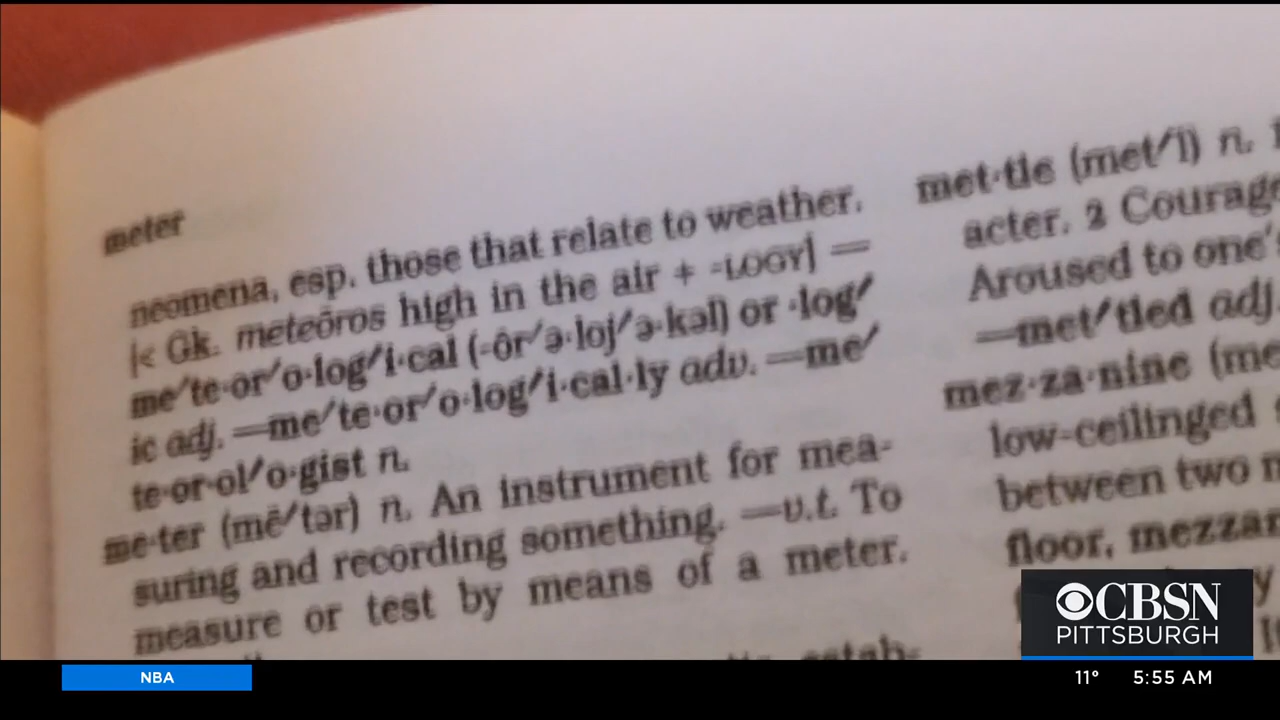 meter
neomena, esp. those that relate to weather.
[< Gk. meteōros high in the air + -LOGY] —
me′te·or′o·log′i·cal (-ôr′ə·loj′ə·kəl) or ·log′
ic adj. —me′te·or′o·log′i·cal·ly adv. —me′
te·or·ol′o·gist n.
me·ter (mē′tər) n. An instrument for mea-
suring and recording something. —v.t. To
measure or test by means of a meter.
estab-
met·tle (met′l) n.
acter. 2 Courage
Aroused to one's
—met′tled adj.
mez·za·nine (me
low-ceilinged
between two
floor.
CBSN
PITTSBURGH
NBA
11° 5:55 AM